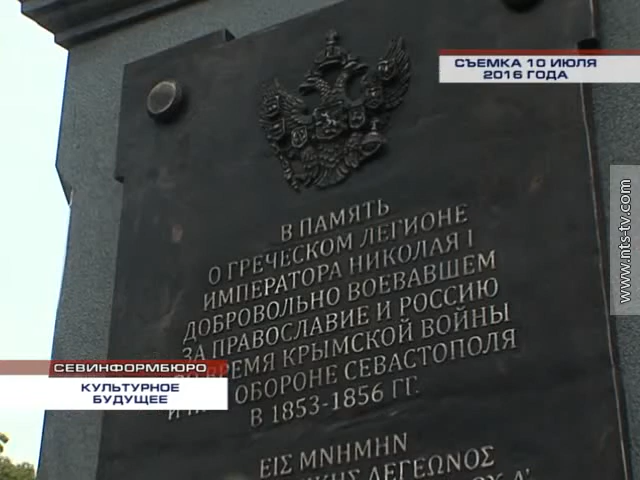 СЪЕМКА 10 ИЮЛЯ
2016 ГОДА
www.nts-tv.com
В ПАМЯТЬ
О ГРЕЧЕСКОМ ЛЕГИОНЕ
ИМПЕРАТОРА НИКОЛАЯ I
ДОБРОВОЛЬНО ВОЕВАВШЕМ
ЗА ПРАВОСЛАВИЕ И РОССИЮ
ВРЕМЯ КРЫМСКОЙ ВОЙНЫ
И ОБОРОНЕ СЕВАСТОПОЛЯ
В 1853-1856 ГГ.
ΕΙΣ ΜΝΗΜΗΝ
ΛΕΓΕΩΝΟΣ
СЕВИНФОРМБЮРО
КУЛЬТУРНОЕ
БУДУЩЕЕ